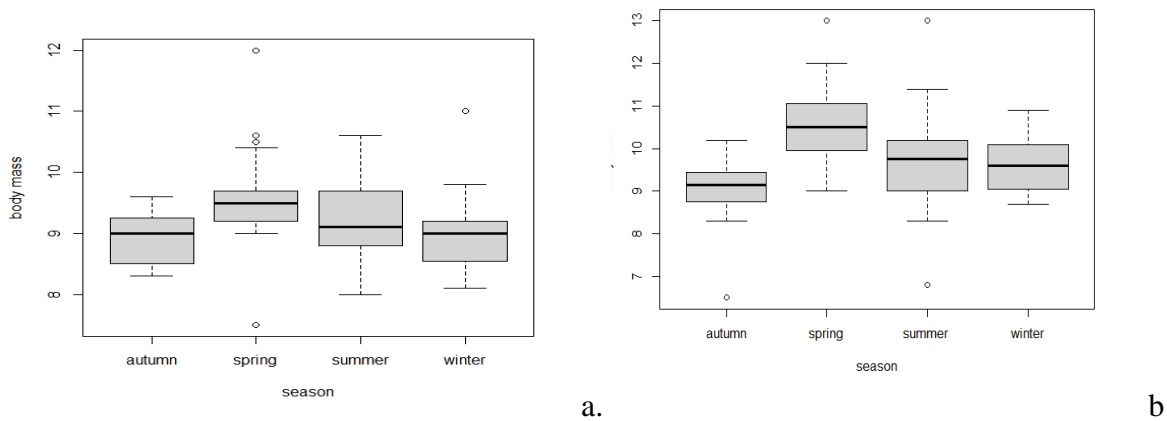 12
11
10
9
8
body mass
autumn spring summer winter
season
a.
13
12
11
10
9
8
7
autumn spring summer winter
season
b